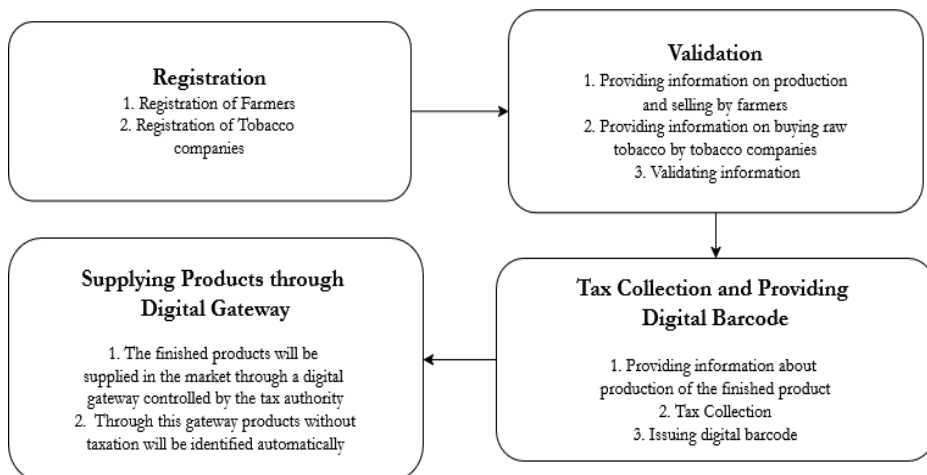 Registration
1. Registration of Farmers
2. Registration of Tobacco
companies
Validation
1. Providing information on production
and selling by farmers
2. Providing information on buying raw
tobacco by tobacco companies
3. Validating information
Tax Collection and Providing
Digital Barcode
1. Providing information about
production of the finished product
2. Tax Collection
3. Issuing digital barcode
Supplying Products through
Digital Gateway
1. The finished products will be
supplied in the market through a digital
gateway controlled by the tax authority
2. Through this gateway products without
taxation will be identified automatically